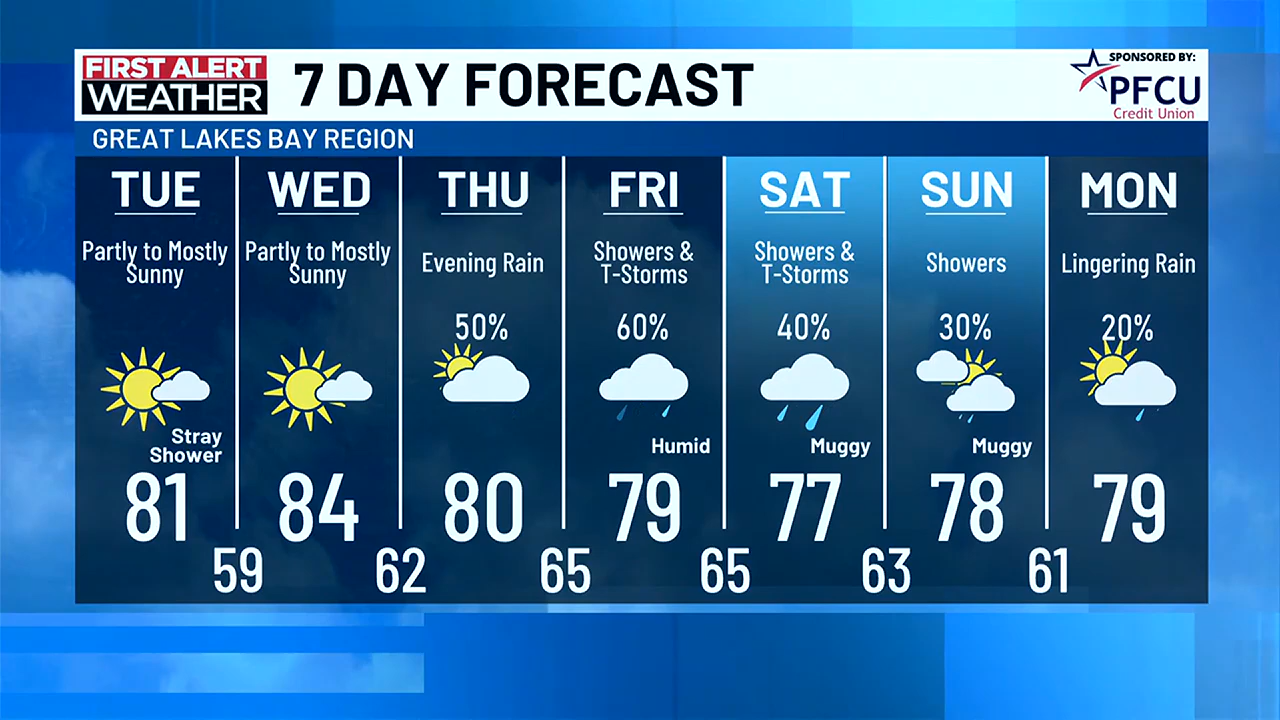 FIRST ALERT
WEATHER
7 DAY FORECAST
SPONSORED BY:
PFCU
Credit Union
GREAT LAKES BAY REGION
TUE
Partly to Mostly
Sunny
Stray
Shower
81
59
WED
Partly to Mostly
Sunny
84
62
THU
Evening Rain
50%
80
65
FRI
Showers &
T-Storms
60%
Humid
79
65
SAT
Showers &
T-Storms
40%
Muggy
77
63
SUN
Showers
30%
Muggy
78
61
MON
Lingering Rain
20%
79